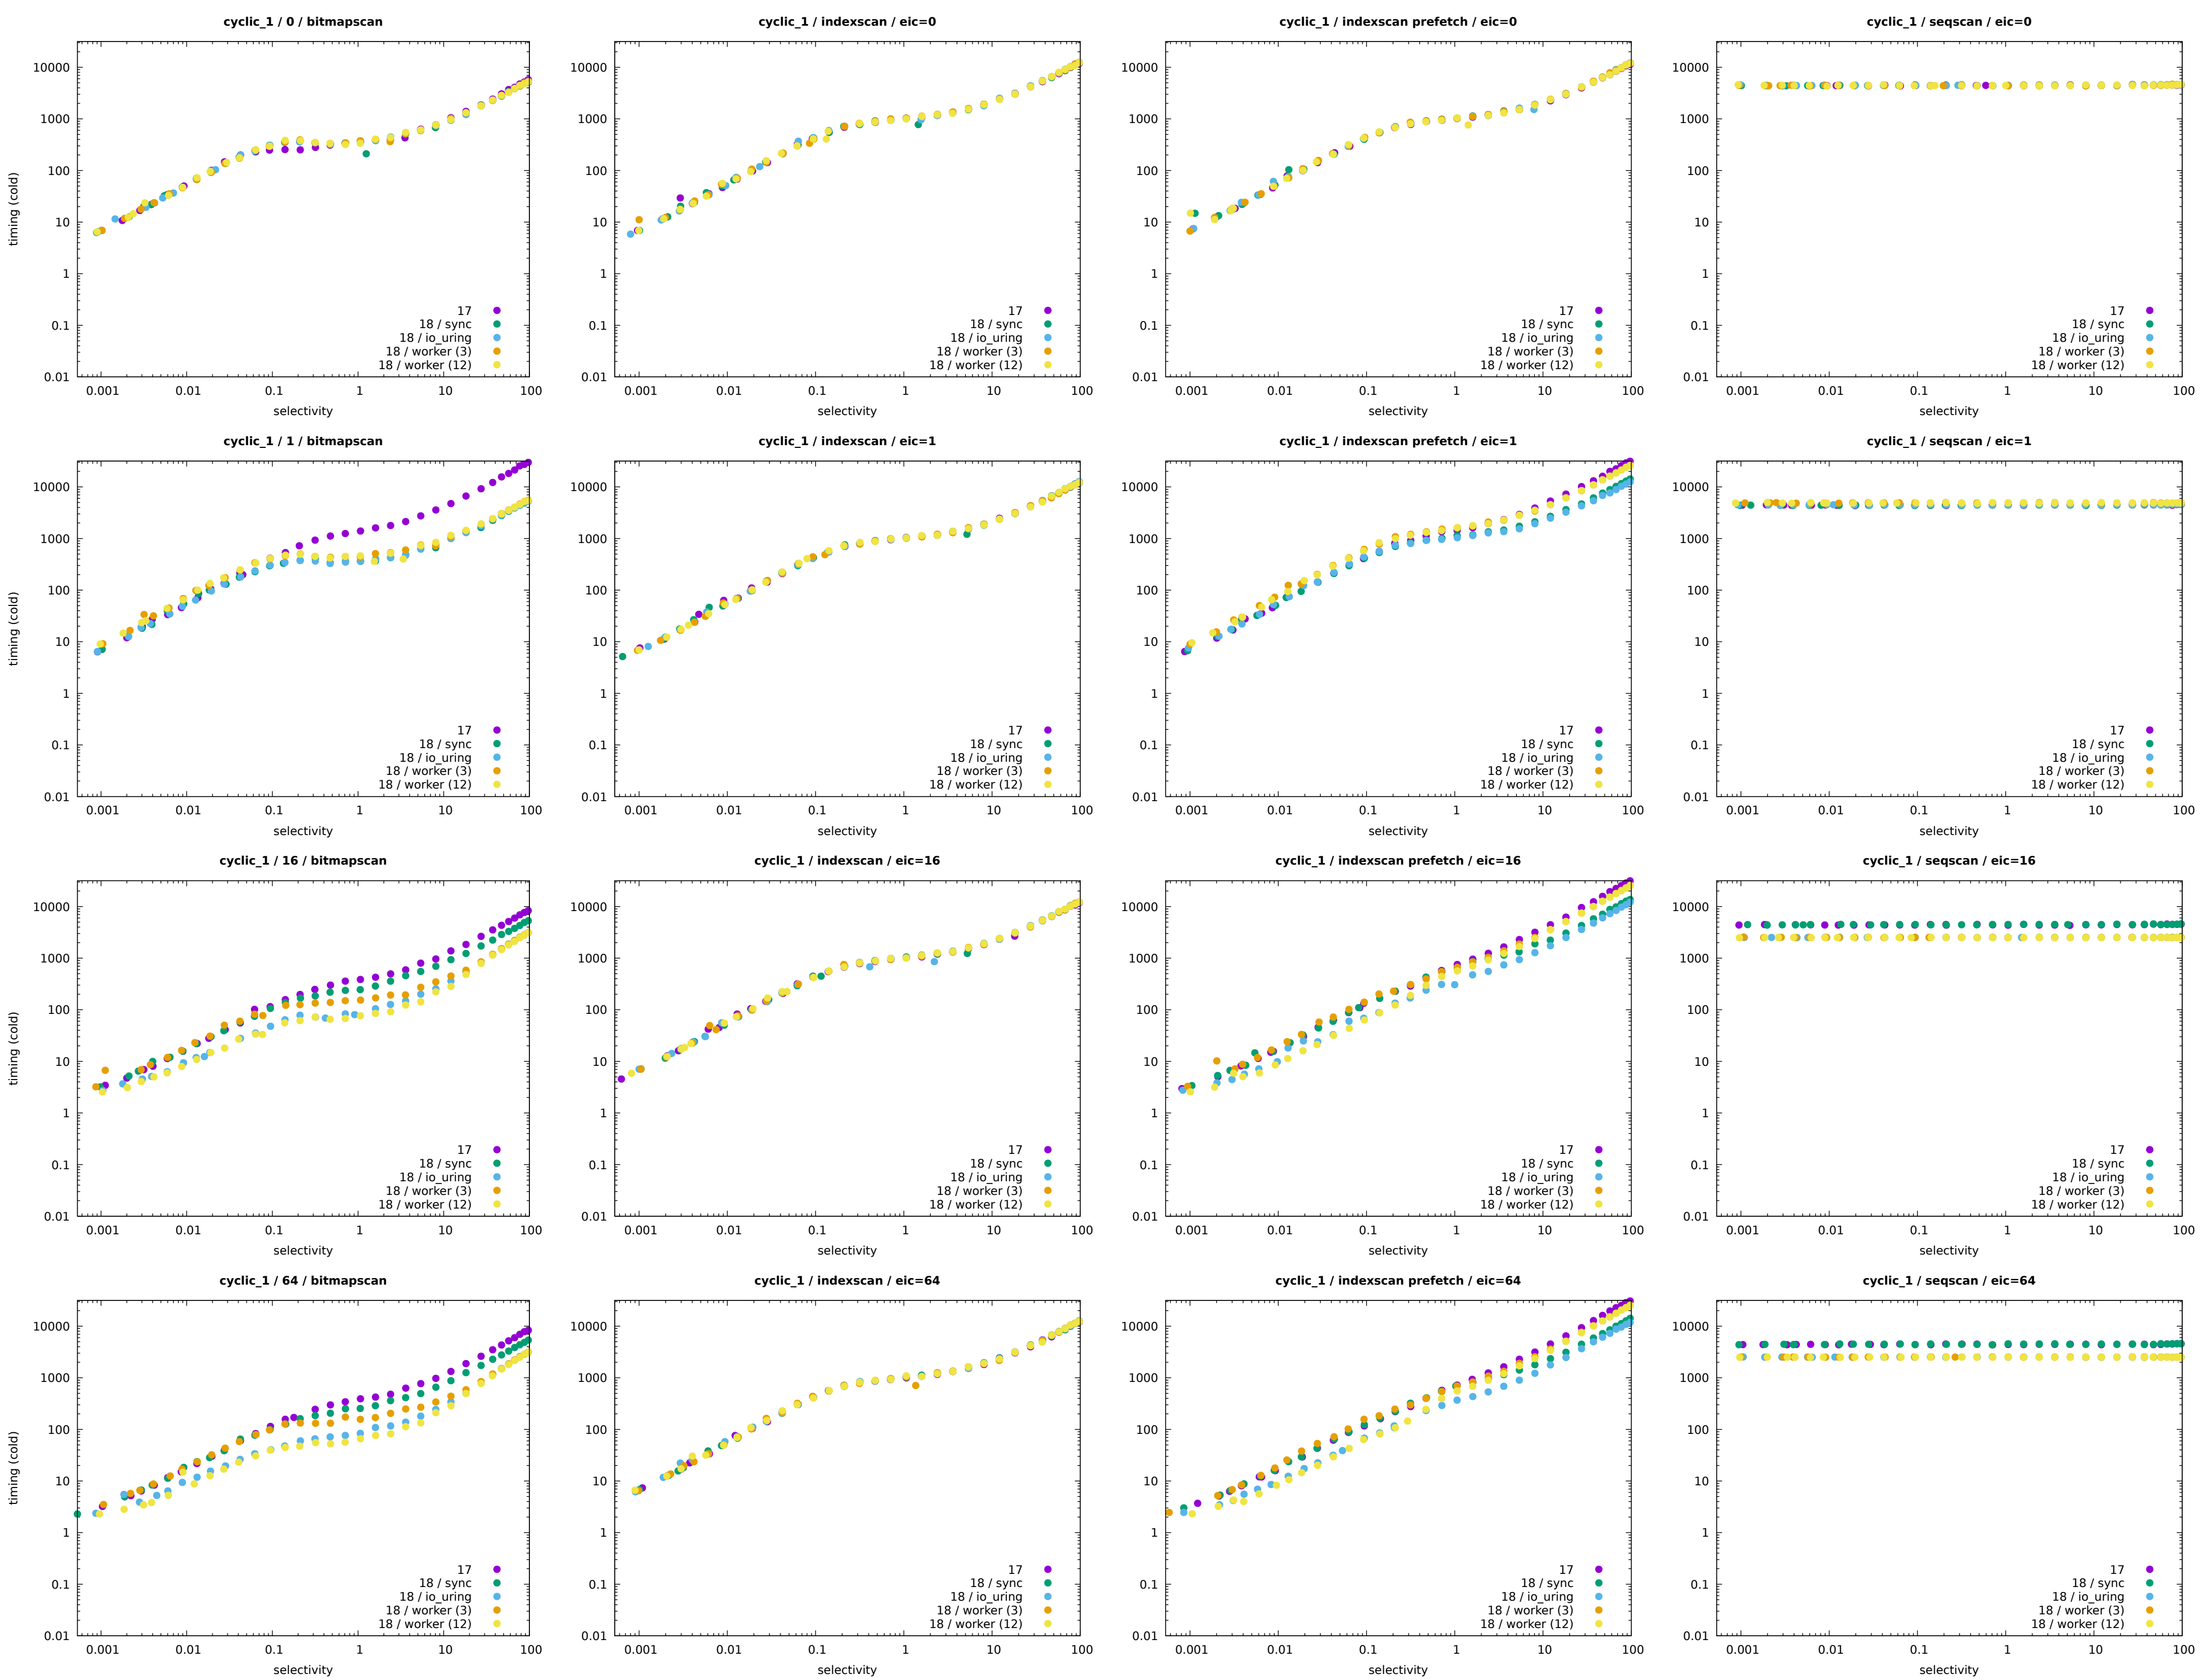 cyclic_1 / 0 / bitmapscan
timing (cold)
10000
1000
100
10
1
0.1
0.01
17
18 / sync
18 / io_uring
18 / worker (3)
18 / worker (12)
0.001 0.01 0.1 1 10 100
selectivity
cyclic_1 / indexscan / eic=0
10000
1000
100
10
1
0.1
0.01
17
18 / sync
18 / io_uring
18 / worker (3)
18 / worker (12)
0.001 0.01 0.1 1 10 100
selectivity
cyclic_1 / indexscan prefetch / eic=0
10000
1000
100
10
1
0.1
0.01
17
18 / sync
18 / io_uring
18 / worker (3)
18 / worker (12)
0.001 0.01 0.1 1 10 100
selectivity
cyclic_1 / seqscan / eic=0
10000
1000
100
10
1
0.1
0.01
17
18 / sync
18 / io_uring
18 / worker (3)
18 / worker (12)
0.001 0.01 0.1 1 10 100
selectivity
cyclic_1 / 1 / bitmapscan
timing (cold)
10000
1000
100
10
1
0.1
0.01
17
18 / sync
18 / io_uring
18 / worker (3)
18 / worker (12)
0.001 0.01 0.1 1 10 100
selectivity
cyclic_1 / indexscan / eic=1
10000
1000
100
10
1
0.1
0.01
17
18 / sync
18 / io_uring
18 / worker (3)
18 / worker (12)
0.001 0.01 0.1 1 10 100
selectivity
cyclic_1 / indexscan prefetch / eic=1
10000
1000
100
10
1
0.1
0.01
17
18 / sync
18 / io_uring
18 / worker (3)
18 / worker (12)
0.001 0.01 0.1 1 10 100
selectivity
cyclic_1 / seqscan / eic=1
10000
1000
100
10
1
0.1
0.01
17
18 / sync
18 / io_uring
18 / worker (3)
18 / worker (12)
0.001 0.01 0.1 1 10 100
selectivity
cyclic_1 / 16 / bitmapscan
timing (cold)
10000
1000
100
10
1
0.1
0.01
17
18 / sync
18 / io_uring
18 / worker (3)
18 / worker (12)
0.001 0.01 0.1 1 10 100
selectivity
cyclic_1 / indexscan / eic=16
10000
1000
100
10
1
0.1
0.01
17
18 / sync
18 / io_uring
18 / worker (3)
18 / worker (12)
0.001 0.01 0.1 1 10 100
selectivity
cyclic_1 / indexscan prefetch / eic=16
10000
1000
100
10
1
0.1
0.01
17
18 / sync
18 / io_uring
18 / worker (3)
18 / worker (12)
0.001 0.01 0.1 1 10 100
selectivity
cyclic_1 / seqscan / eic=16
10000
1000
100
10
1
0.1
0.01
17
18 / sync
18 / io_uring
18 / worker (3)
18 / worker (12)
0.001 0.01 0.1 1 10 100
selectivity
cyclic_1 / 64 / bitmapscan
timing (cold)
10000
1000
100
10
1
0.1
0.01
17
18 / sync
18 / io_uring
18 / worker (3)
18 / worker (12)
0.001 0.01 0.1 1 10 100
selectivity
cyclic_1 / indexscan / eic=64
10000
1000
100
10
1
0.1
0.01
17
18 / sync
18 / io_uring
18 / worker (3)
18 / worker (12)
0.001 0.01 0.1 1 10 100
selectivity
cyclic_1 / indexscan prefetch / eic=64
10000
1000
100
10
1
0.1
0.01
17
18 / sync
18 / io_uring
18 / worker (3)
18 / worker (12)
0.001 0.01 0.1 1 10 100
selectivity
cyclic_1 / seqscan / eic=64
10000
1000
100
10
1
0.1
0.01
17
18 / sync
18 / io_uring
18 / worker (3)
18 / worker (12)
0.001 0.01 0.1 1 10 100
selectivity